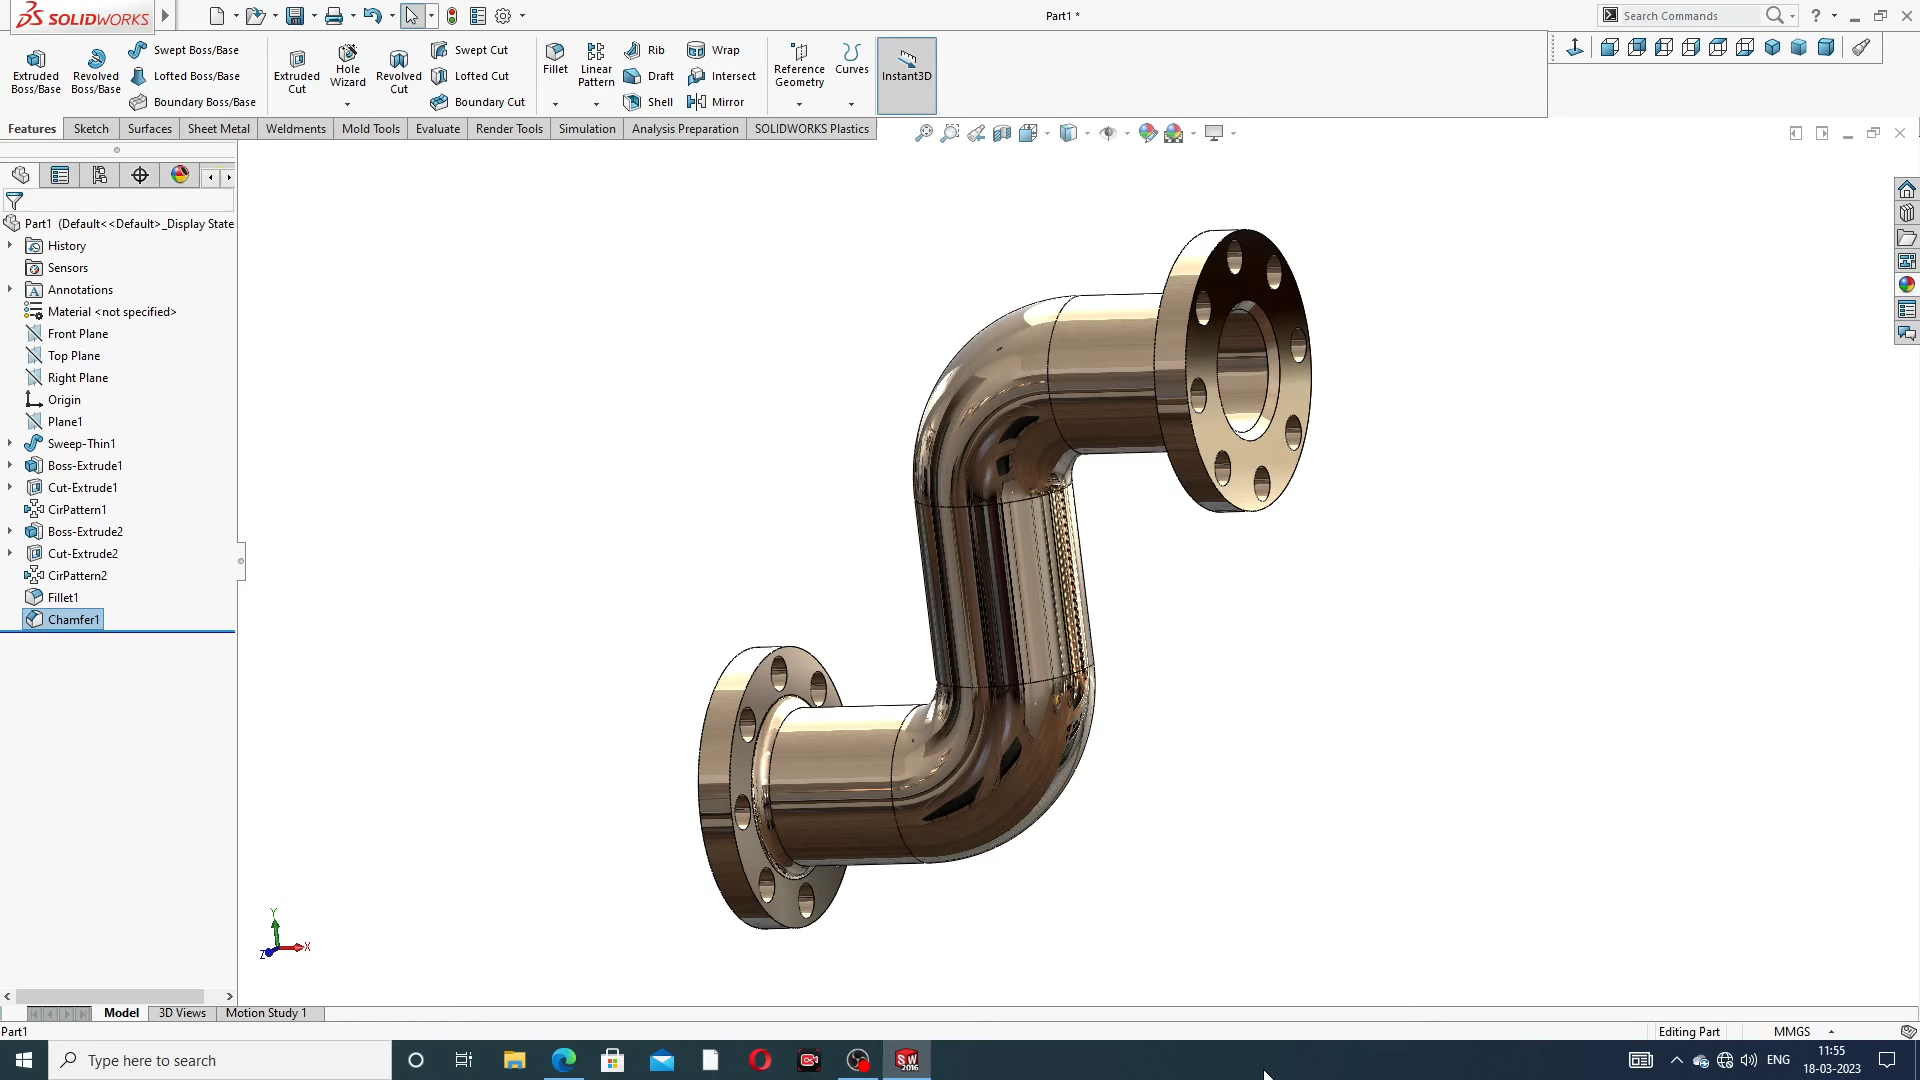 SOLIDWORKS
Part1 *
Search Commands
Extruded Boss/Base
Revolved Boss/Base
Swept Boss/Base
Lofted Boss/Base
Boundary Boss/Base
Extruded Cut
Hole Wizard
Revolved Cut
Swept Cut
Lofted Cut
Boundary Cut
Fillet
Linear Pattern
Rib
Draft
Shell
Wrap
Intersect
Mirror
Reference Geometry
Curves
Instant3D
Features
Sketch
Surfaces
Sheet Metal
Weldments
Mold Tools
Evaluate
Render Tools
Simulation
Analysis Preparation
SOLIDWORKS Plastics
Part1 (Default<<Default>_Display State
History
Sensors
Annotations
Material <not specified>
Front Plane
Top Plane
Right Plane
Origin
Plane1
Sweep-Thin1
Boss-Extrude1
Cut-Extrude1
CirPattern1
Boss-Extrude2
Cut-Extrude2
CirPattern2
Fillet1
Chamfer1
Y
X
Z
Model
3D Views
Motion Study 1
Part1
Editing Part
MMGS
Type here to search
SW
2016
ENG
11:55
18-03-2023